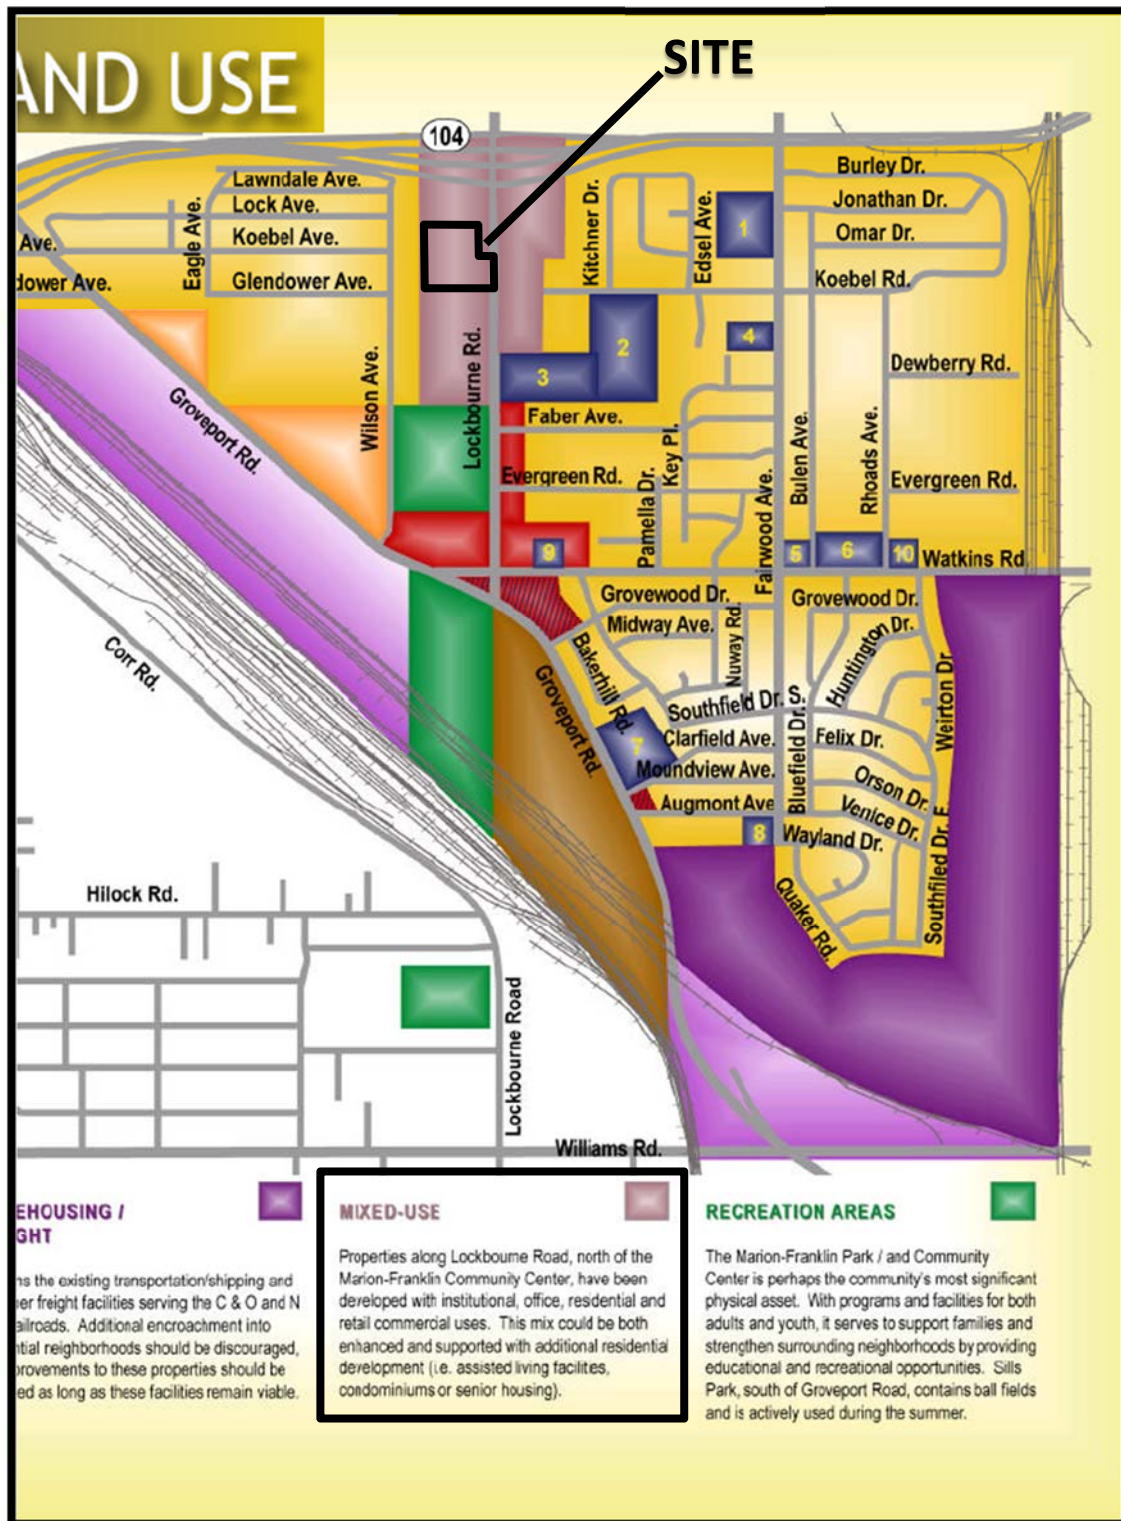 AND USE
SITE
104
Lawndale Ave.
Lock Ave.
Koebel Ave.
Glendower Ave.
Eagle Ave.
Ave.
dower Ave.
Wilson Ave.
Lockbourne Rd.
Kitchner Dr.
Edsel Ave.
1
Burley Dr.
Jonathan Dr.
Omar Dr.
Koebel Rd.
2
3
4
Dewberry Rd.
Groveport Rd.
Faber Ave.
Key Pl.
Evergreen Rd.
Pamella Dr.
Fairwood Ave.
Bulen Ave.
Rhoads Ave.
Evergreen Rd.
9
5
6
10
Watkins Rd.
Corr Rd.
Grovewood Dr.
Midway Ave.
Nuway Rd.
Grovewood Dr.
Huntington Dr.
Weirton Dr.
Bakerhill Rd.
Groveport Rd.
Southfield Dr. S.
Clarfield Ave.
Felix Dr.
7
Moundview Ave.
Bluefield Dr.
Orson Dr.
Augmont Ave
Venice Dr.
8
Wayland Dr.
Quaker Rd.
Southfiled Dr. E.
Hilock Rd.
Lockbourne Road
Williams Rd.
EHOUSING /
GHT
ns the existing transportation/shipping and
er freight facilities serving the C & O and N
ailroads. Additional encroachment into
ntial neighborhoods should be discouraged,
provements to these properties should be
ed as long as these facilities remain viable.
MIXED-USE
Properties along Lockbourne Road, north of the
Marion-Franklin Community Center, have been
developed with institutional, office, residential and
retail commercial uses. This mix could be both
enhanced and supported with additional residential
development (i.e. assisted living facilites,
condominiums or senior housing).
RECREATION AREAS
The Marion-Franklin Park / and Community
Center is perhaps the community's most significant
physical asset. With programs and facilities for both
adults and youth, it serves to support families and
strengthen surrounding neighborhoods by providing
educational and recreational opportunities. Sills
Park, south of Groveport Road, contains ball fields
and is actively used during the summer.